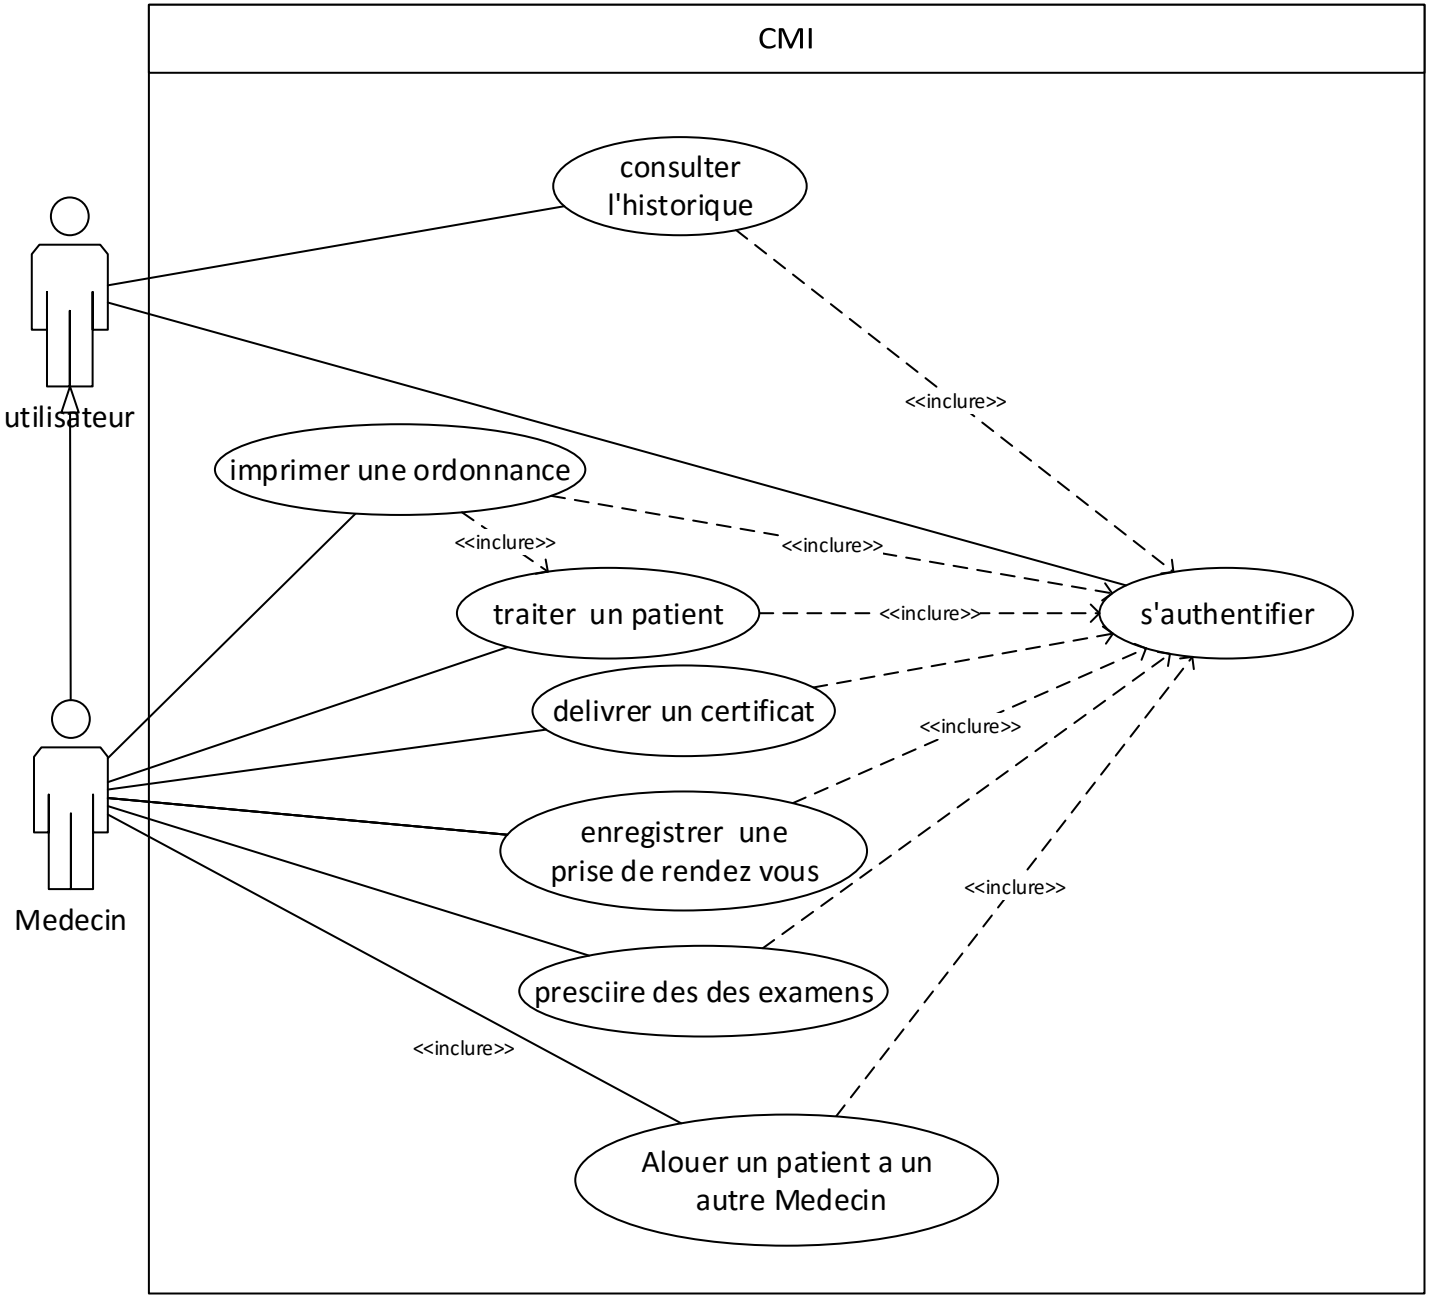 CMI
consulter
l'historique
<<inclure>>
utilisateur
imprimer une ordonnance
<<inclure>>
<<inclure>>
traiter  un patient
<<inclure>>
s'authentifier
delivrer un certificat
<<inclure>>
enregistrer  une
prise de rendez vous
<<inclure>>
Medecin
presciire des des examens
<<inclure>>
Alouer un patient a un
autre Medecin